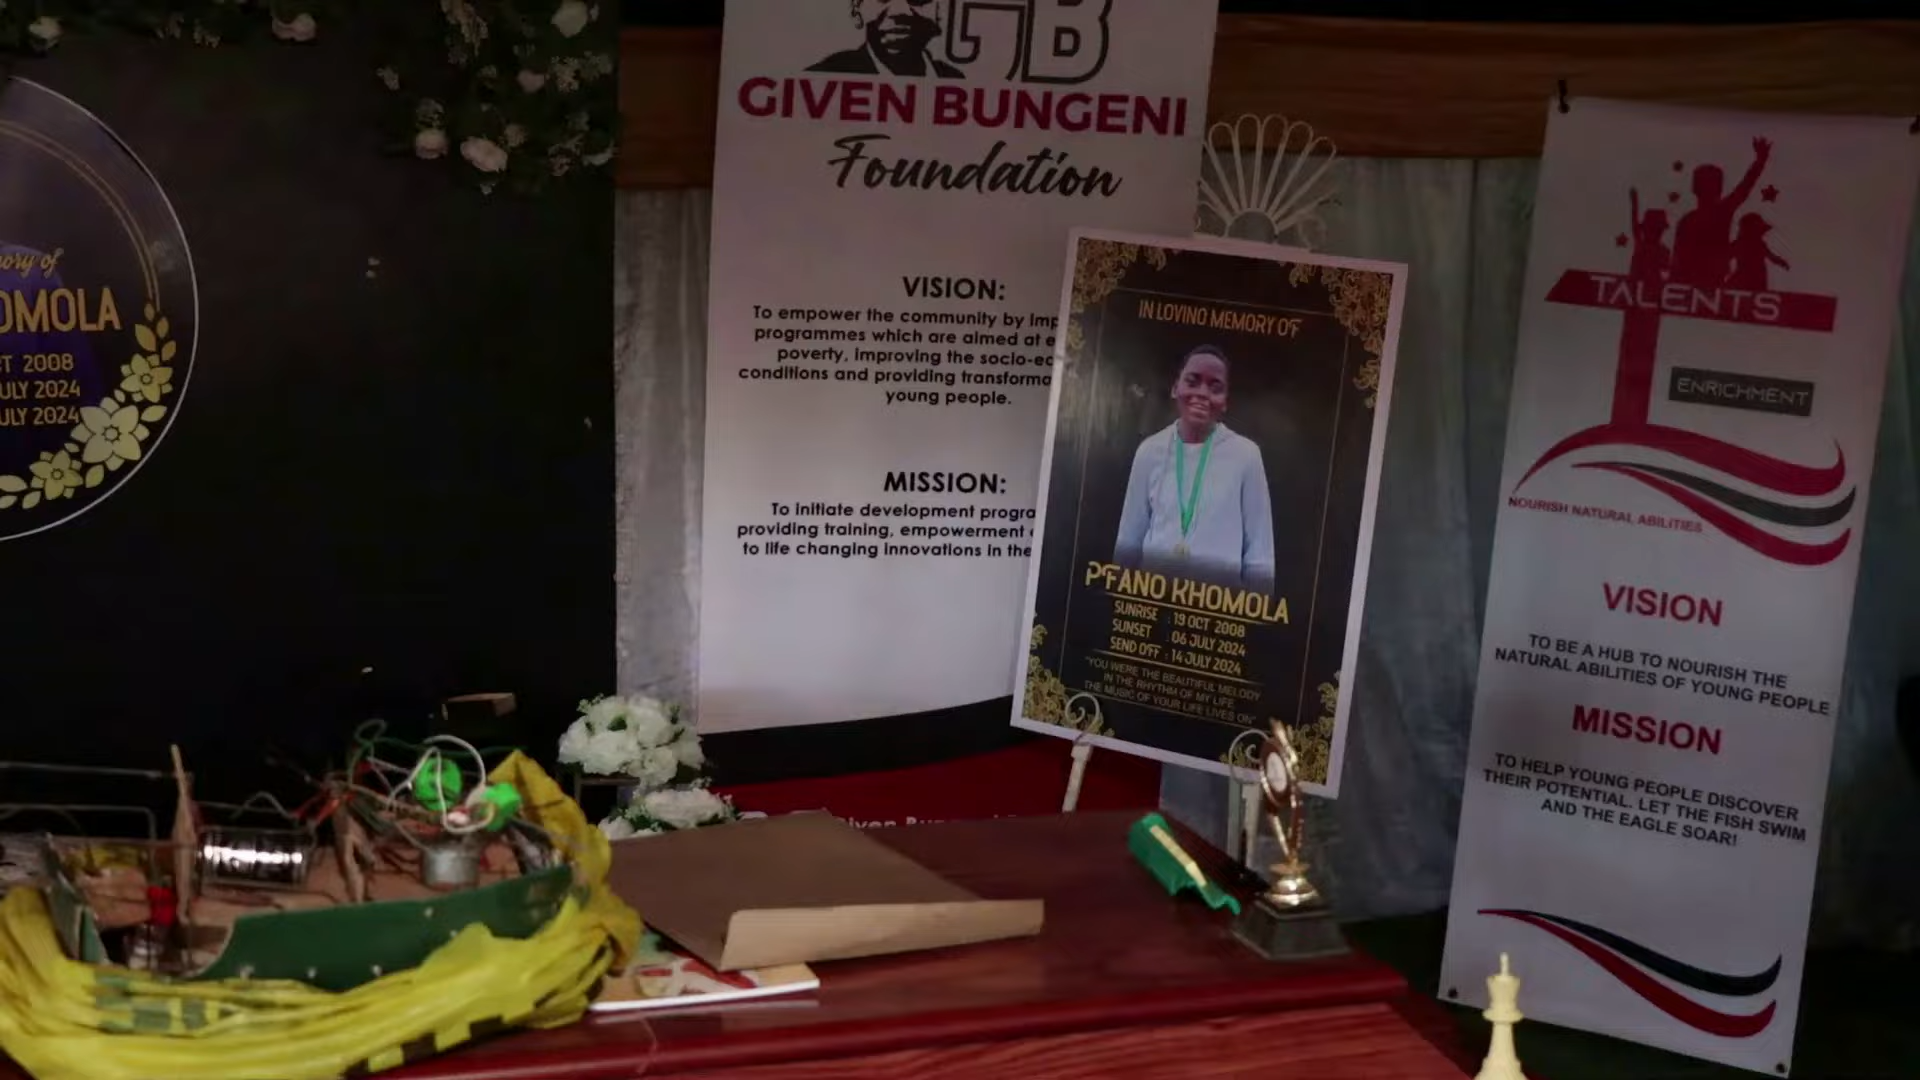 ory of
OMOLA
T 2008
JULY 2024
ULY 2024
GB
GIVEN BUNGENI
Foundation
VISION:
To empower the community by imp
programmes which are aimed at e
poverty, improving the socio-ec
conditions and providing transforma
young people.
MISSION:
To initiate development progra
providing training, empowerment
to life changing innovations in the
IN LOVING MEMORY OF
PFANO KHOMOLA
SUNRISE : 19 OCT 2008
SUNSET : 06 JULY 2024
SEND OFF : 14 JULY 2024
"YOU WERE THE BEAUTIFUL MELODY
IN THE RHYTHM OF MY LIFE
THE MUSIC OF YOUR LIFE LIVES ON"
TALENTS
ENRICHMENT
NOURISH NATURAL ABILITIES
VISION
TO BE A HUB TO NOURISH THE
NATURAL ABILITIES OF YOUNG PEOPLE
MISSION
TO HELP YOUNG PEOPLE DISCOVER
THEIR POTENTIAL. LET THE FISH SWIM
AND THE EAGLE SOAR!